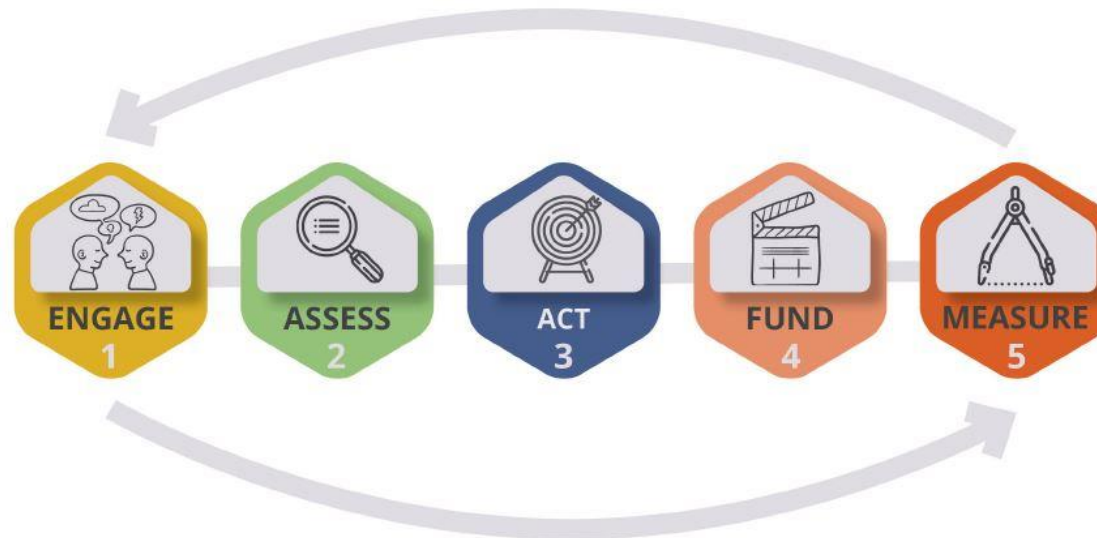 ENGAGE
1
ASSESS
2
ACT
3
FUND
4
MEASURE
5